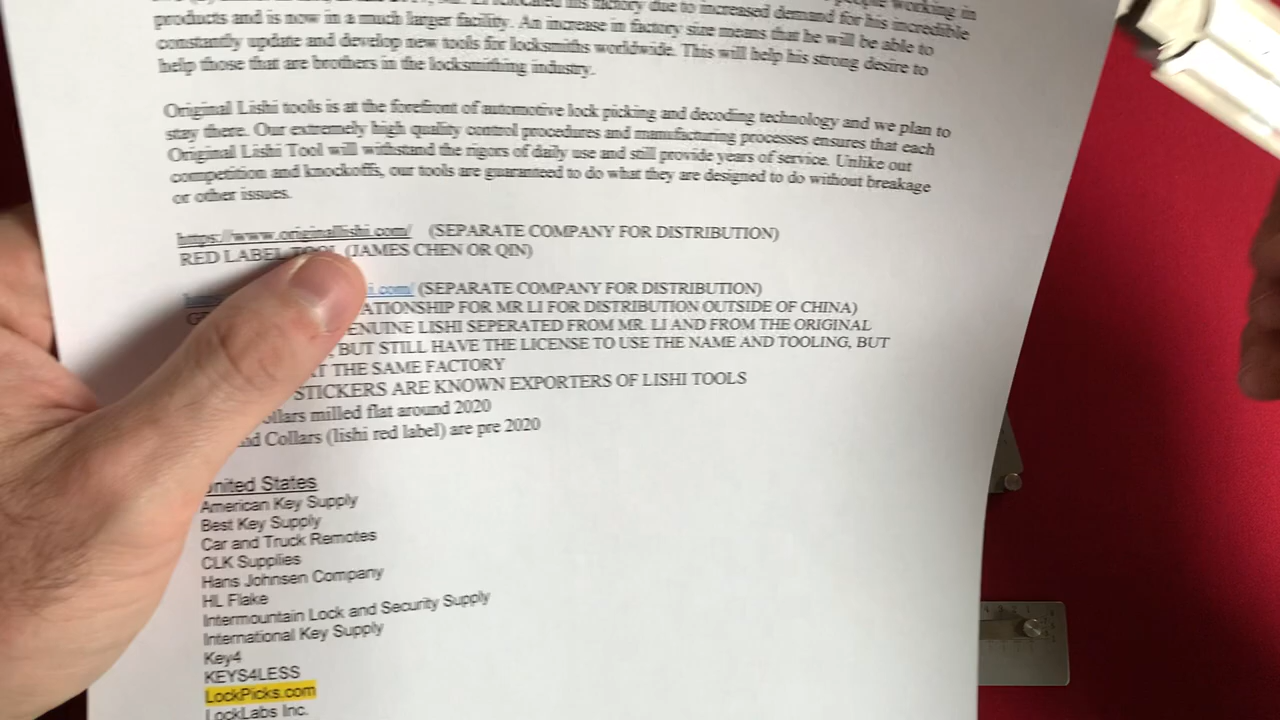 people working in
products and is now in a much larger facility. An increase in factory size means that he will be able to
constantly update and develop new tools for locksmiths worldwide. This will help his strong desire to
help those that are brothers in the locksmithing industry.
Original Lishi tools is at the forefront of automotive lock picking and decoding technology and we plan to
stay there. Our extremely high quality control procedures and manufacturing processes ensures that each
Original Lishi Tool will withstand the rigors of daily use and still provide years of service. Unlike out
competition and knockoffs, our tools are guaranteed to do what they are designed to do without breakage
or other issues.
https://www.originallishi.com/ (SEPARATE COMPANY FOR DISTRIBUTION)
RED LABEL TOOL (JAMES CHEN OR QIN)
i.com/ (SEPARATE COMPANY FOR DISTRIBUTION)
ATIONSHIP FOR MR LI FOR DISTRIBUTION OUTSIDE OF CHINA)
ENUINE LISHI SEPERATED FROM MR. LI AND FROM THE ORIGINAL
, BUT STILL HAVE THE LICENSE TO USE THE NAME AND TOOLING, BUT
AT THE SAME FACTORY
STICKERS ARE KNOWN EXPORTERS OF LISHI TOOLS
ollars milled flat around 2020
nd Collars (lishi red label) are pre 2020
United States
American Key Supply
Best Key Supply
Car and Truck Remotes
CLK Supplies
Hans Johnsen Company
HL Flake
Intermountain Lock and Security Supply
International Key Supply
Key4
KEYS4LESS
LockPicks.com
LockLabs Inc.